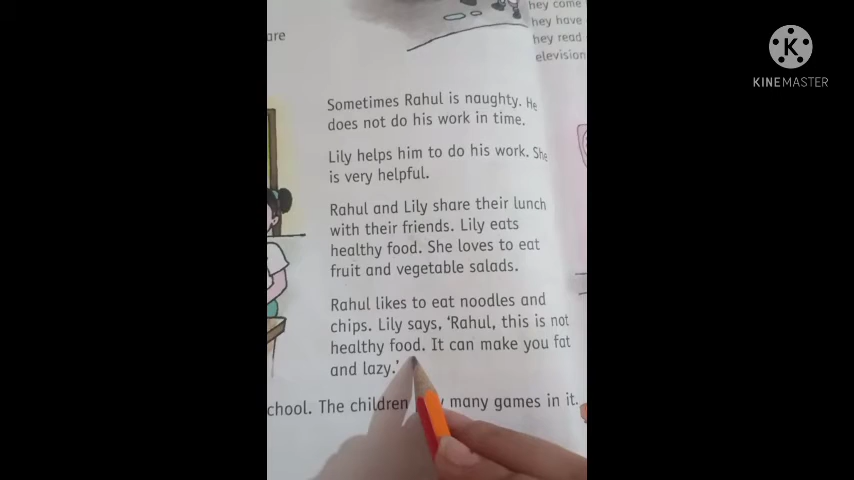 hey come
hey have
hey read
elevision
are
K
KINEMASTER
Sometimes Rahul is naughty. He
does not do his work in time.
Lily helps him to do his work. She
is very helpful.
Rahul and Lily share their lunch
with their friends. Lily eats
healthy food. She loves to eat
fruit and vegetable salads.
Rahul likes to eat noodles and
chips. Lily says, ‘Rahul, this is not
healthy food. It can make you fat
and lazy.’
chool. The children many games in it.